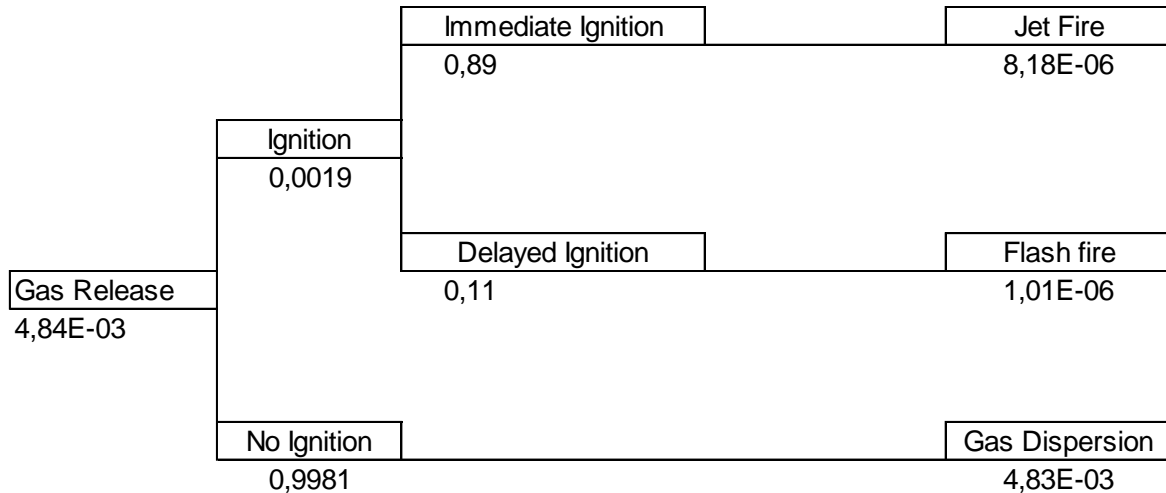 Immediate Ignition
Jet Fire
0,89
8,18E-06
Ignition
0,0019
Delayed Ignition
Flash fire
0,11
1,01E-06
Gas Release
4,84E-03
No Ignition
Gas Dispersion
0,9981
4,83E-03